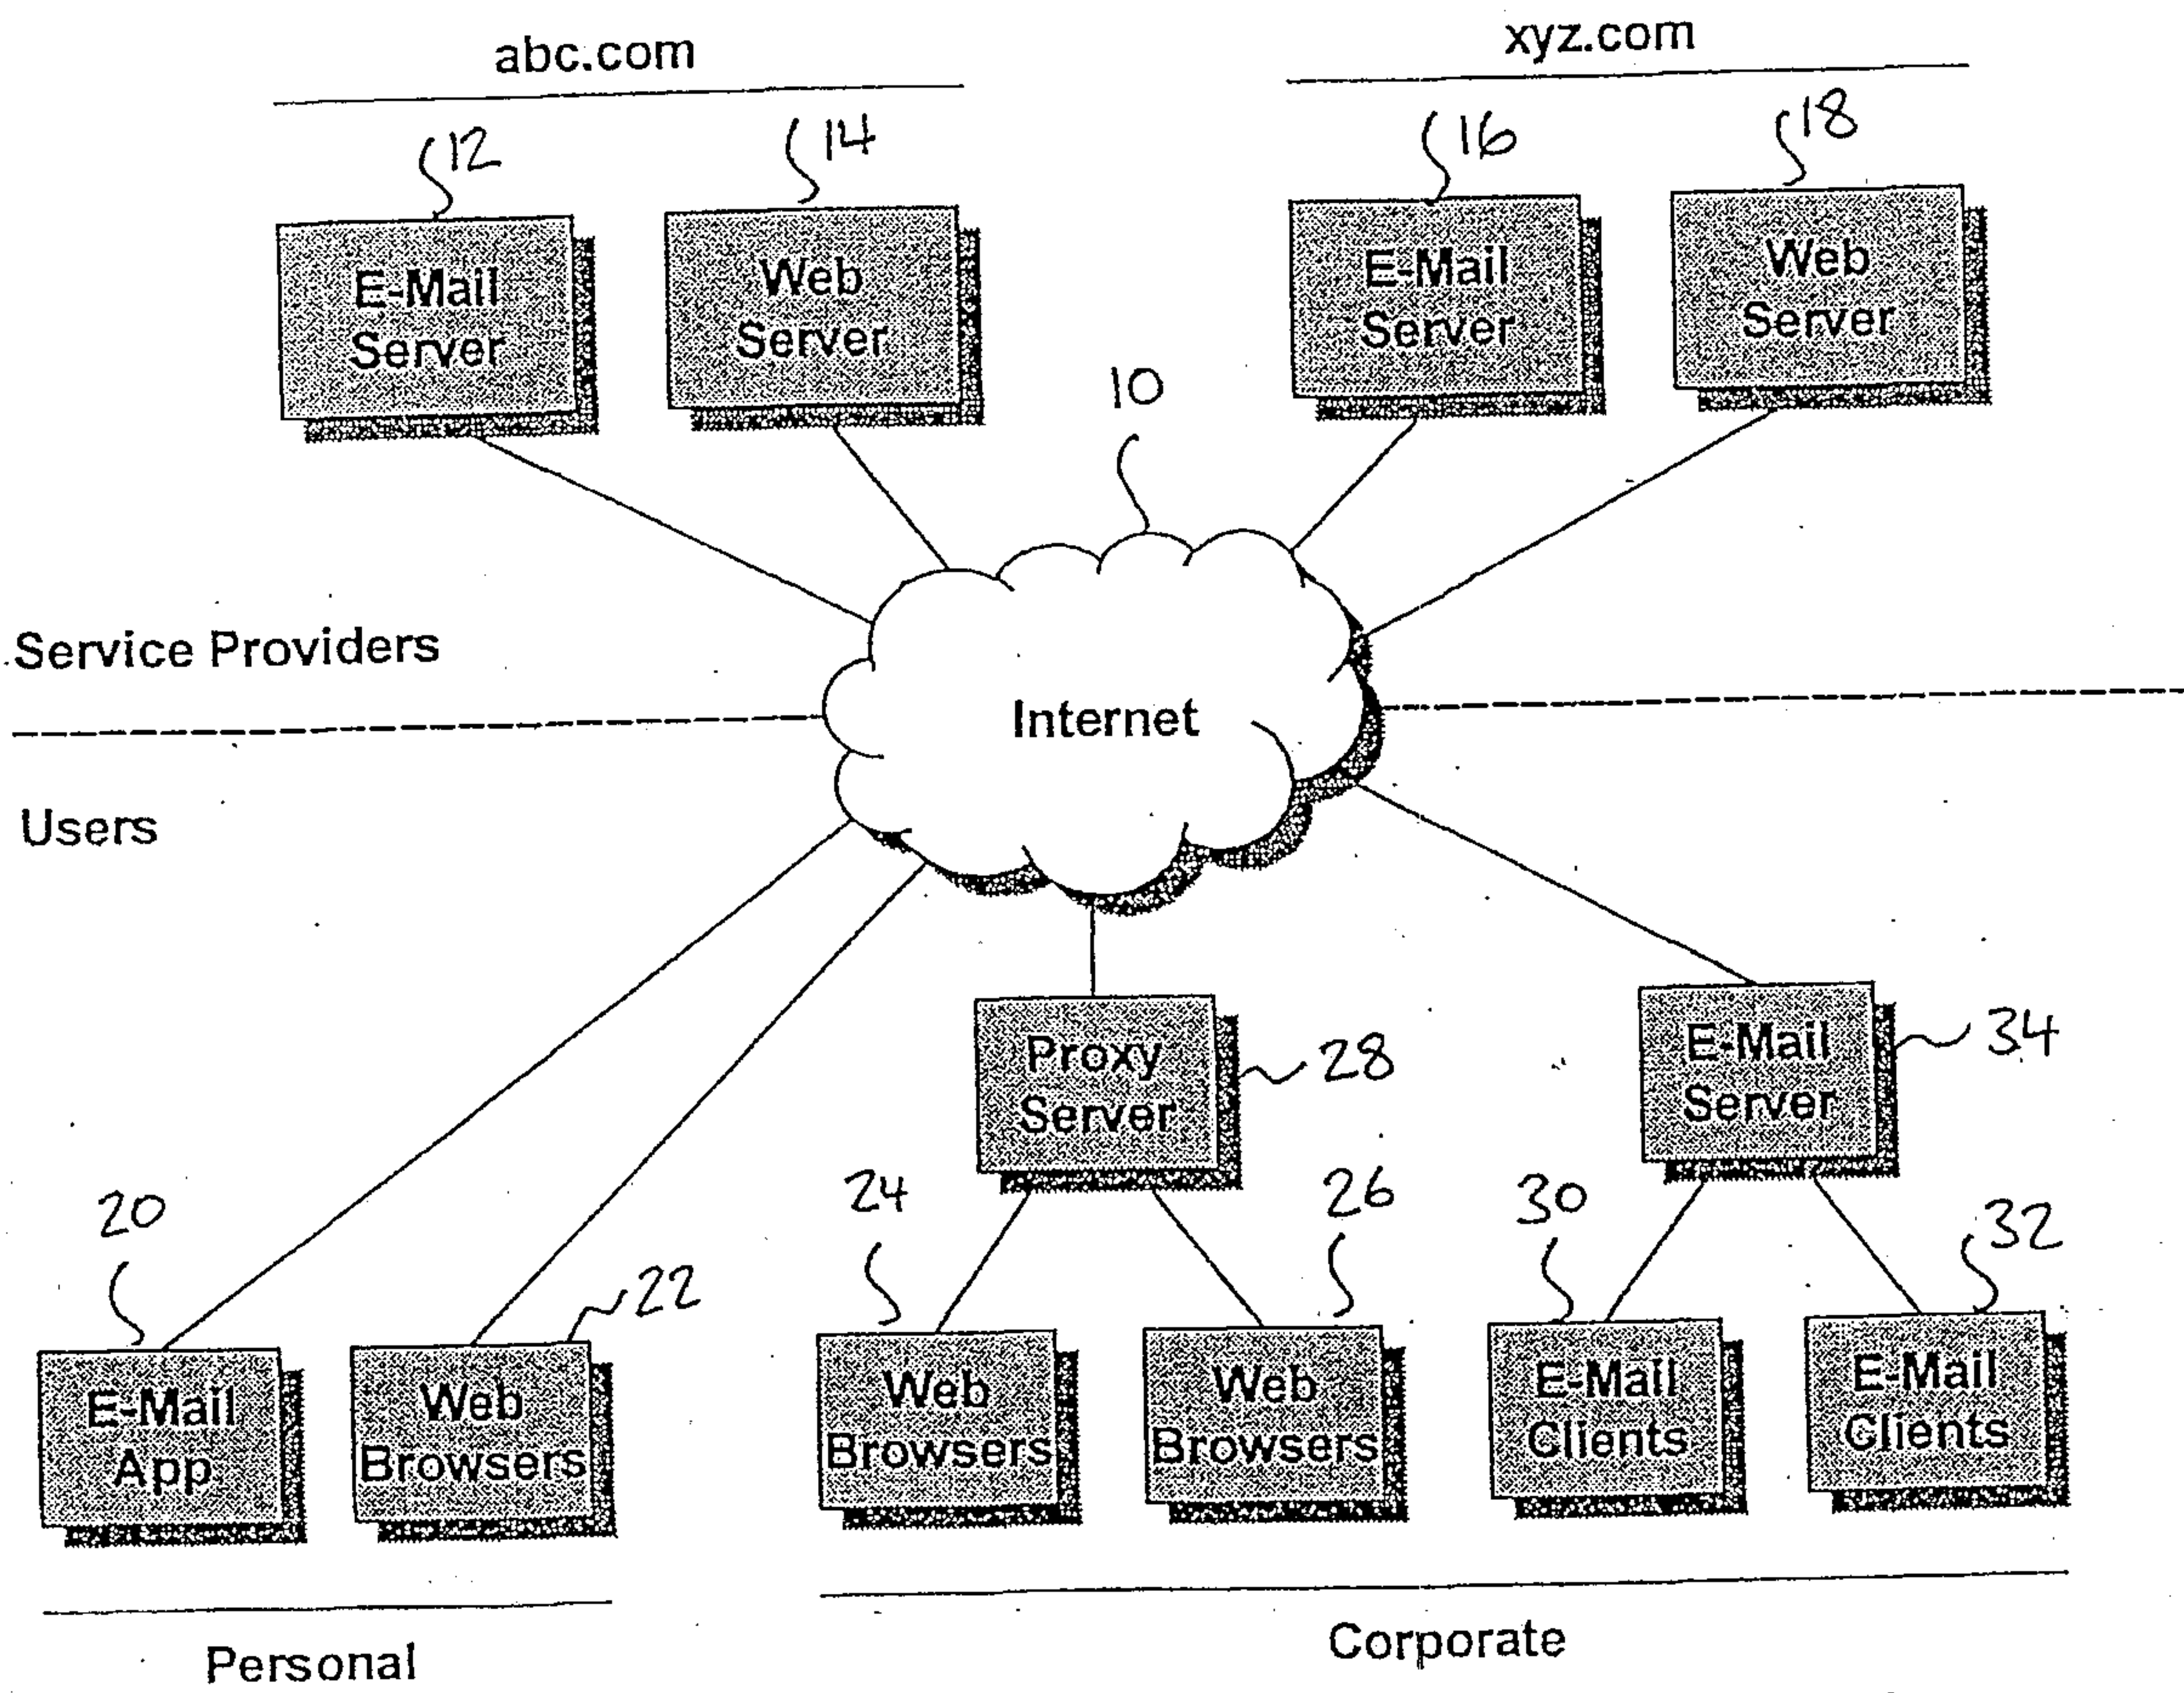 abc.com
xyz.com
12
14
16
18
E-Mail
Server
Web
Server
E-Mail
Server
Web
Server
10
Service Providers
Internet
Users
Proxy
Server
28
E-Mail
Server
34
20
22
24
26
30
32
E-Mail
App
Web
Browsers
Web
Browsers
Web
Browsers
E-Mail
Clients
E-Mail
Clients
Personal
Corporate